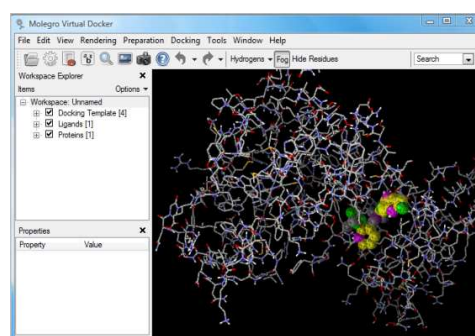 Molegro Virtual Docker
File Edit View Rendering Preparation Docking Tools Window Help
Hydrogens Fog Hide Residues Search
Workspace Explorer
Items Options
Workspace: Unnamed
Docking Template [4]
Ligands [1]
Proteins [1]
Properties
Property Value